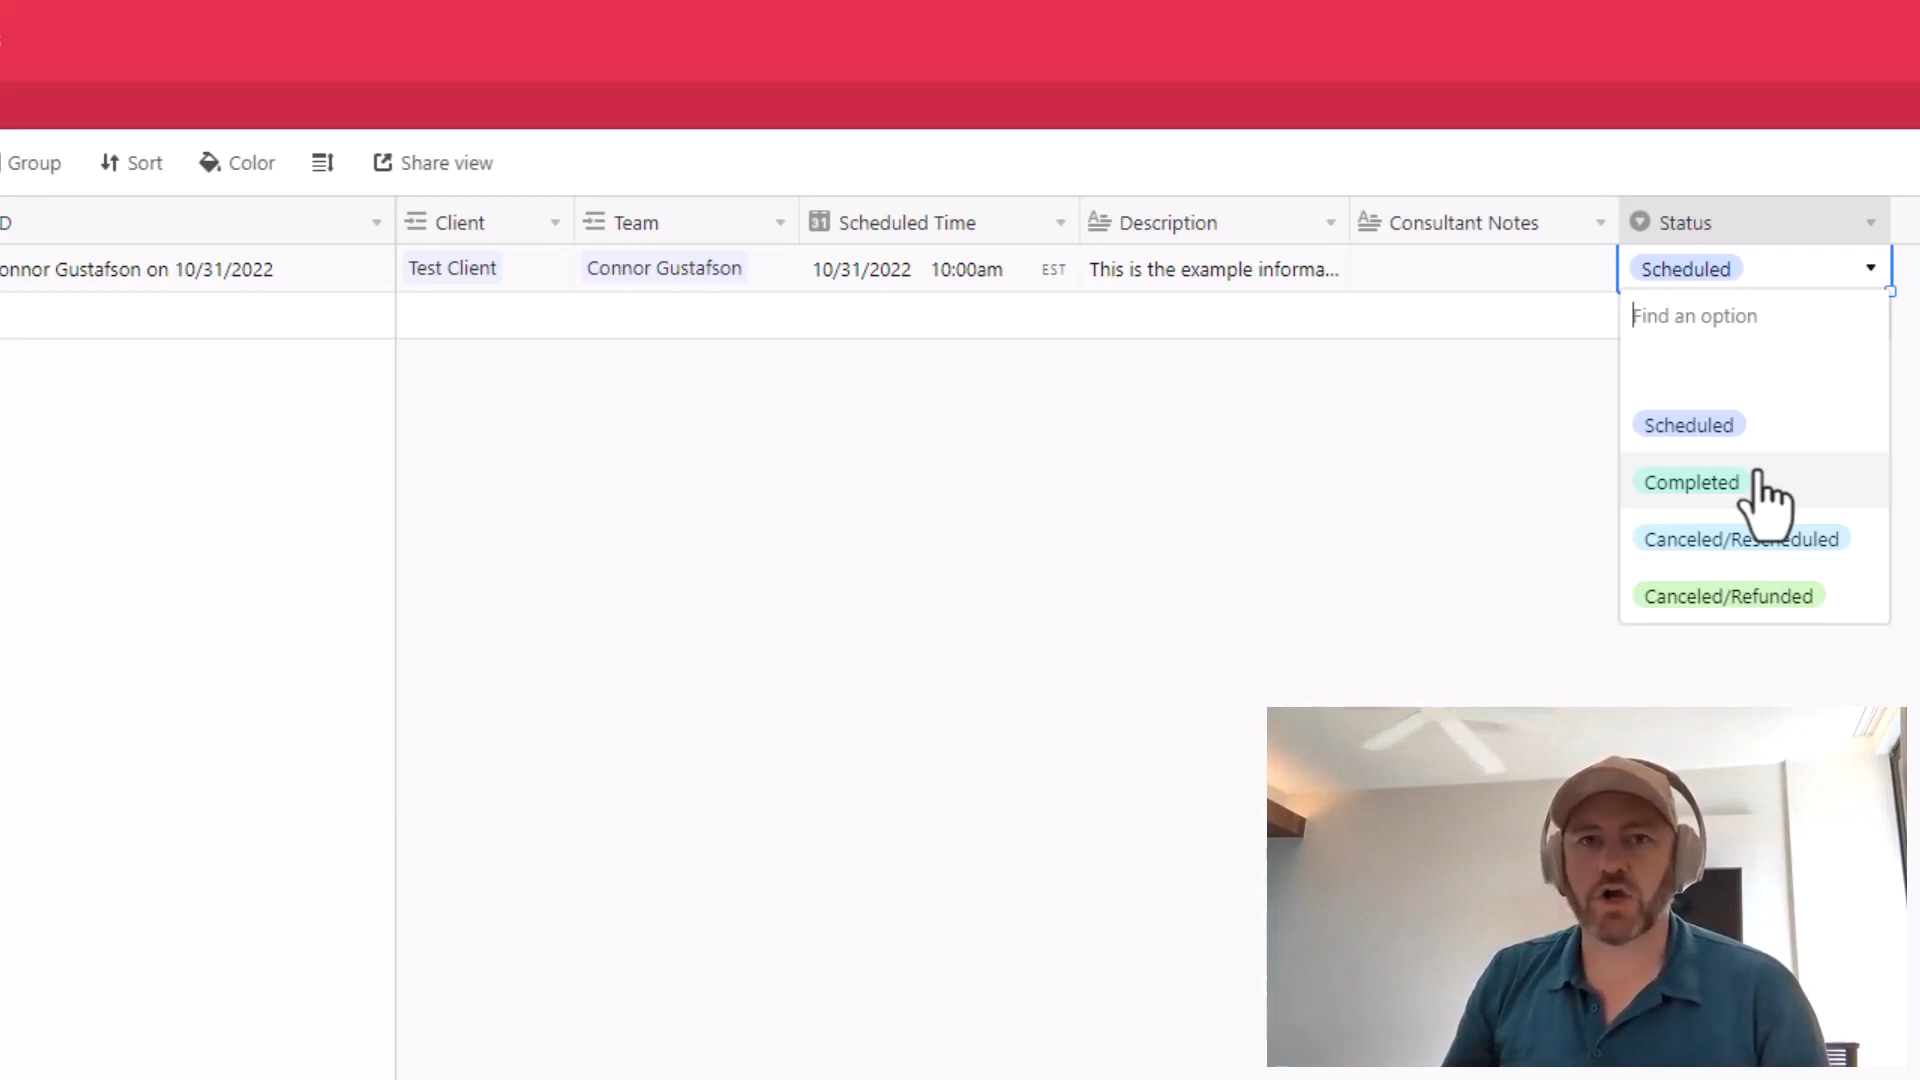 Group Sort Color Share view
D Client Team Scheduled Time Description Consultant Notes Status
onnor Gustafson on 10/31/2022 Test Client Connor Gustafson 10/31/2022 10:00am EST This is the example informa... Scheduled
Find an option
Scheduled
Completed
Canceled/Rescheduled
Canceled/Refunded